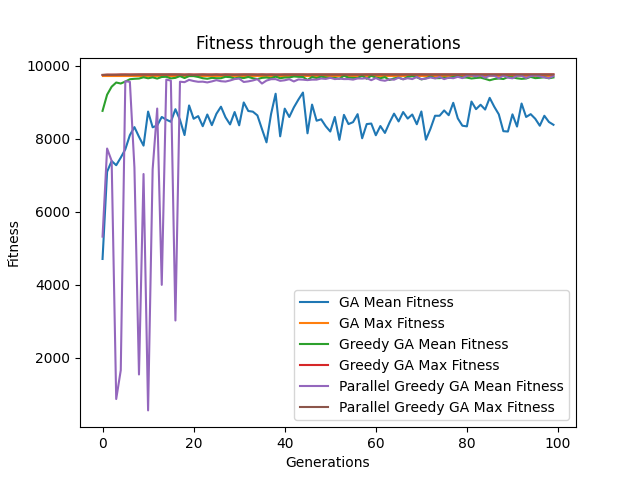 Fitness through the generations
10000
8000
6000
4000
2000
Fitness
0 20 40 60 80 100
Generations
GA Mean Fitness
GA Max Fitness
Greedy GA Mean Fitness
Greedy GA Max Fitness
Parallel Greedy GA Mean Fitness
Parallel Greedy GA Max Fitness